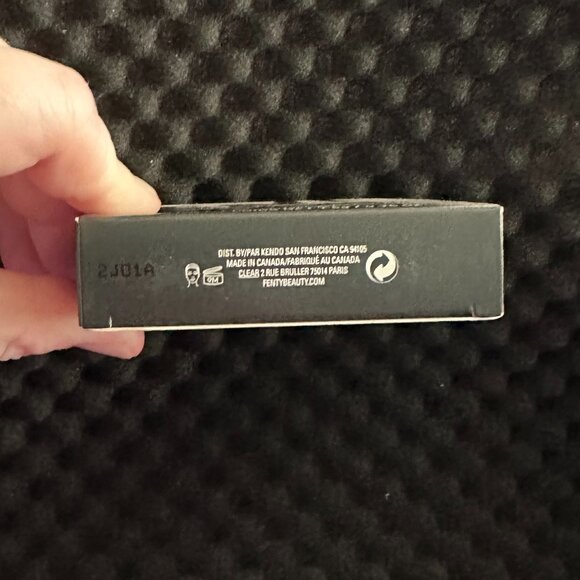 2J01A
9M
DIST. BY/PAR KENDO SAN FRANCISCO CA 94105
MADE IN CANADA/FABRIQUÉ AU CANADA
CLEAR 2 RUE BRULLER 75014 PARIS
FENTYBEAUTY.COM